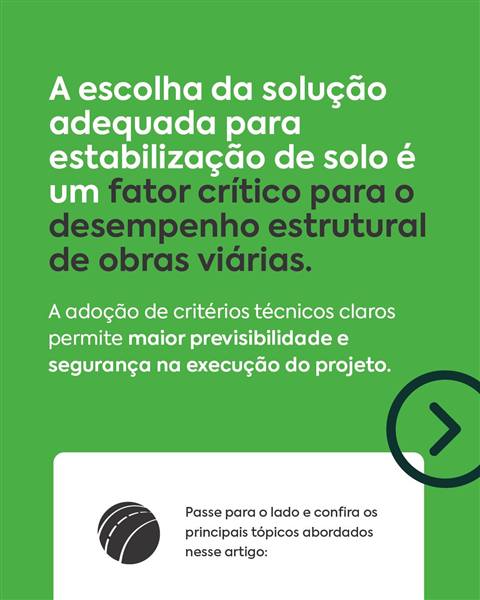 A escolha da solução
adequada para
estabilização de solo é
um fator crítico para o
desempenho estrutural
de obras viárias.
A adoção de critérios técnicos claros
permite maior previsibilidade e
segurança na execução do projeto.
Passe para o lado e confira os
principais tópicos abordados
nesse artigo: